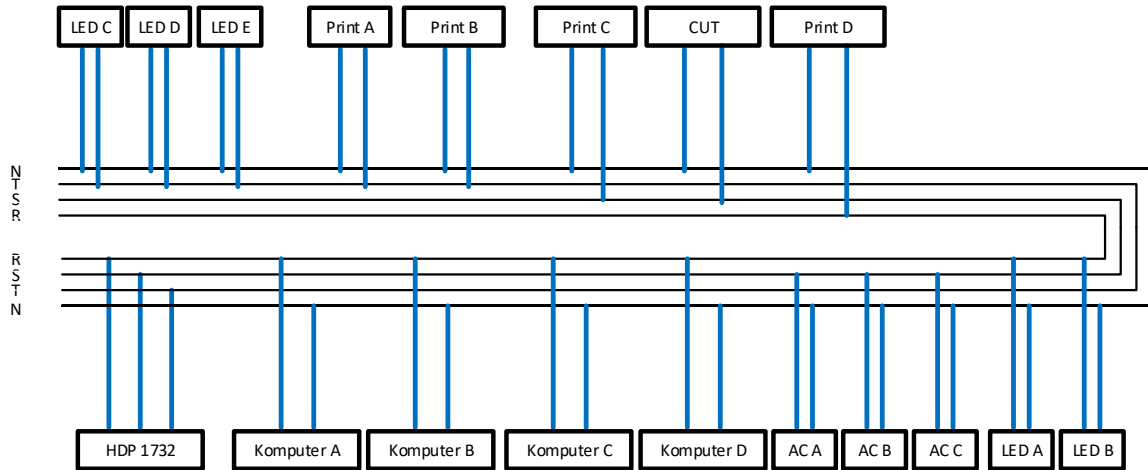 LED C LED D LED E Print A Print B Print C CUT Print D
N
T
S
R
R
S
T
N
HDP 1732 Komputer A Komputer B Komputer C Komputer D AC A AC B AC C LED A LED B